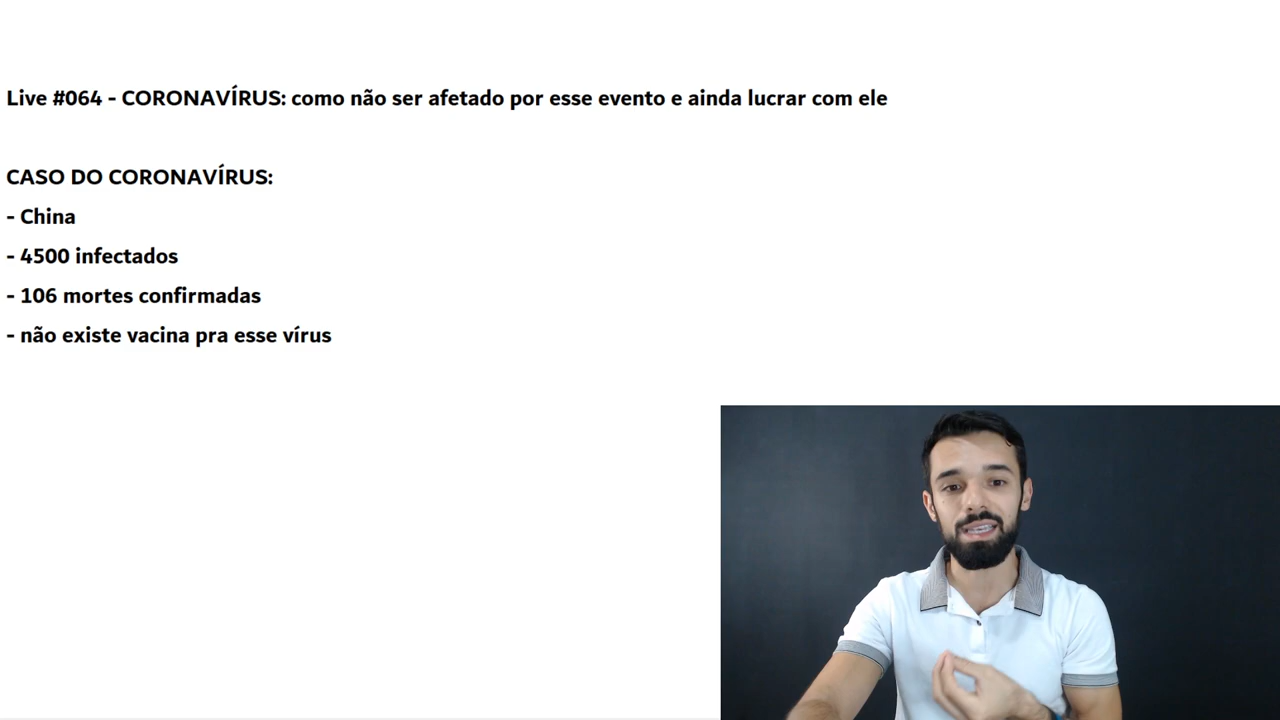 Live #064 - CORONAVÍRUS: como não ser afetado por esse evento e ainda lucrar com ele
CASO DO CORONAVÍRUS:
- China
- 4500 infectados
- 106 mortes confirmadas
- não existe vacina pra esse vírus